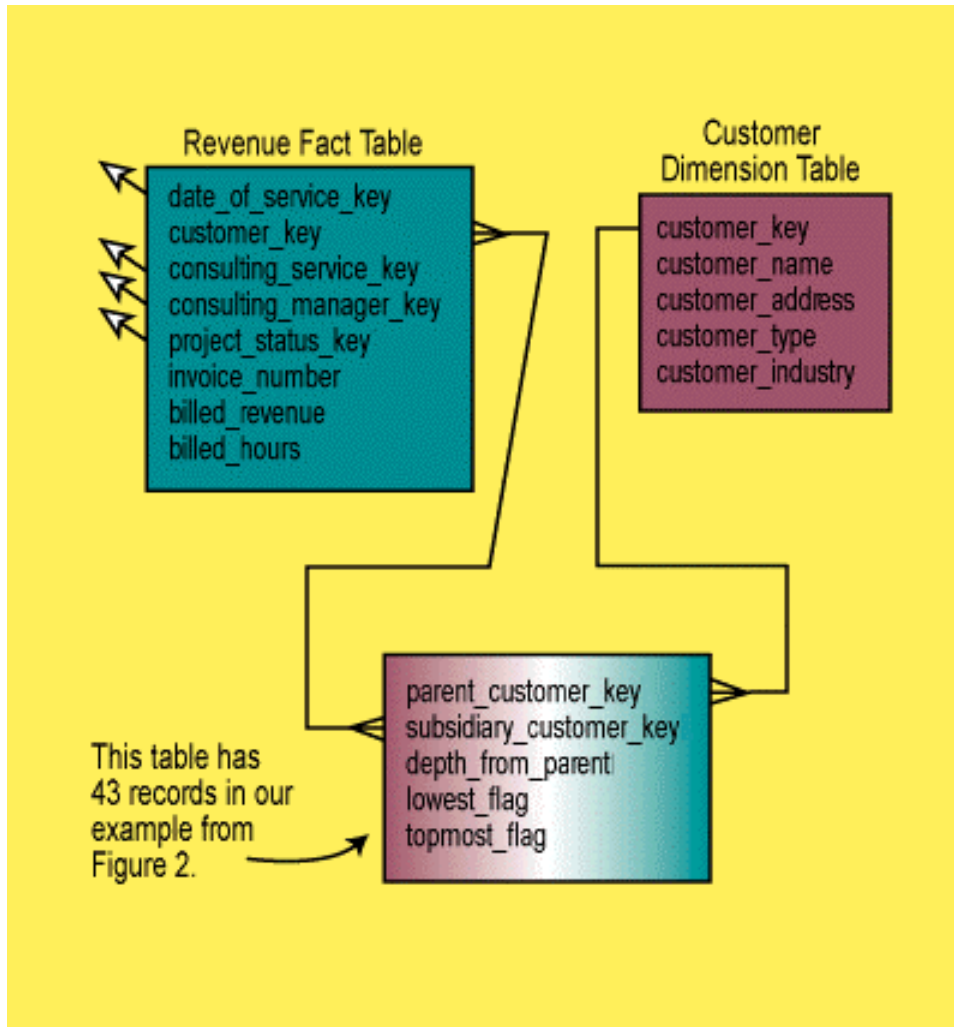 Revenue Fact Table
date_of_service_key
customer_key
consulting_service_key
consulting_manager_key
project_status_key
invoice_number
billed_revenue
billed_hours
Customer
Dimension Table
customer_key
customer_name
customer_address
customer_type
customer_industry
parent_customer_key
subsidiary_customer_key
depth_from_parent
lowest_flag
topmost_flag
This table has
43 records in our
example from
Figure 2.